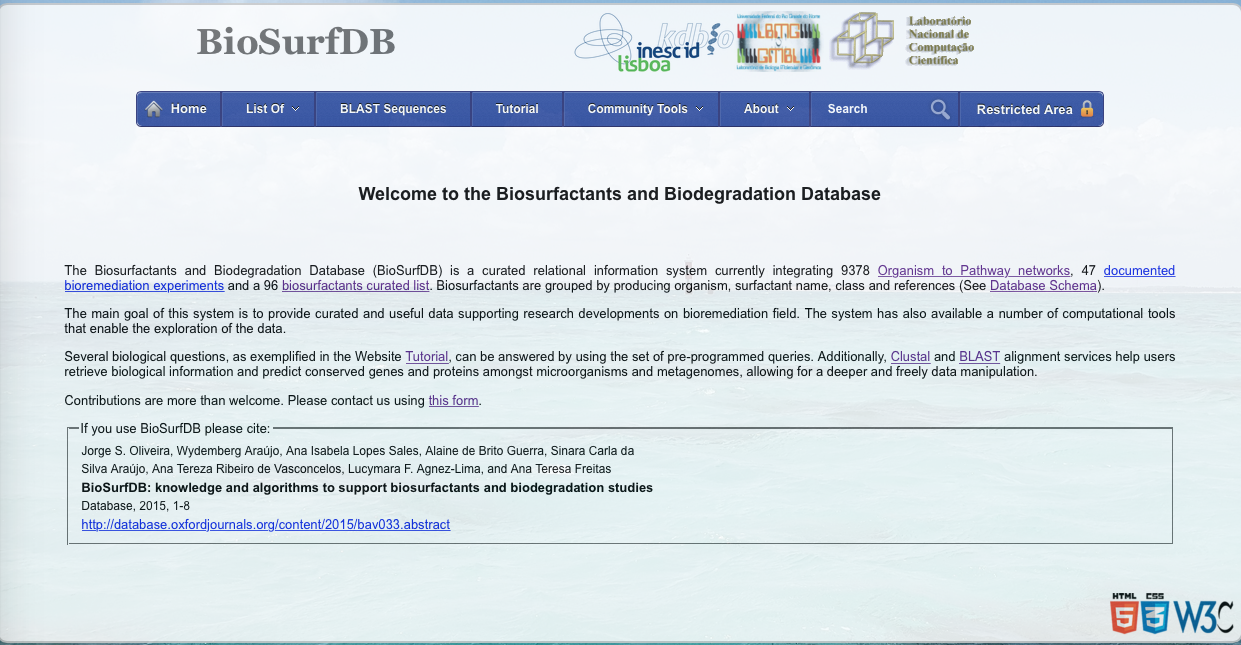 BioSurfDB
kdbio
inesc id
lisboa
LBMG
GMBL
Laboratório
Nacional de
Computação
Científica
Home
List Of
BLAST Sequences
Tutorial
Community Tools
About
Search
Restricted Area
Welcome to the Biosurfactants and Biodegradation Database
The Biosurfactants and Biodegradation Database (BioSurfDB) is a curated relational information system currently integrating 9378 Organism to Pathway networks, 47 documented
bioremediation experiments and a 96 biosurfactants curated list. Biosurfactants are grouped by producing organism, surfactant name, class and references (See Database Schema).
The main goal of this system is to provide curated and useful data supporting research developments on bioremediation field. The system has also available a number of computational tools
that enable the exploration of the data.
Several biological questions, as exemplified in the Website Tutorial, can be answered by using the set of pre-programmed queries. Additionally, Clustal and BLAST alignment services help users
retrieve biological information and predict conserved genes and proteins amongst microorganisms and metagenomes, allowing for a deeper and freely data manipulation.
Contributions are more than welcome. Please contact us using this form.
If you use BioSurfDB please cite:
Jorge S. Oliveira, Wydemberg Araújo, Ana Isabela Lopes Sales, Alaine de Brito Guerra, Sinara Carla da
Silva Araújo, Ana Tereza Ribeiro de Vasconcelos, Lucymara F. Agnez-Lima, and Ana Teresa Freitas
BioSurfDB: knowledge and algorithms to support biosurfactants and biodegradation studies
Database, 2015, 1-8
http://database.oxfordjournals.org/content/2015/bav033.abstract
HTML CSS
5 3 W3C